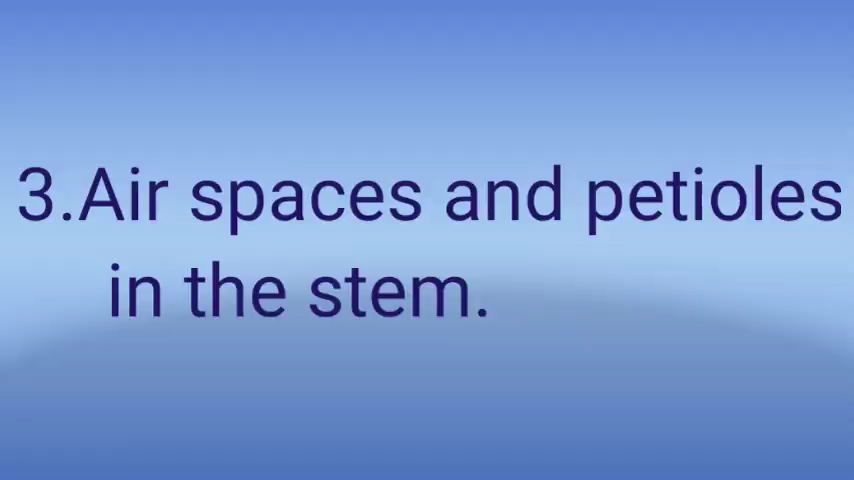 3.Air spaces and petioles
in the stem.